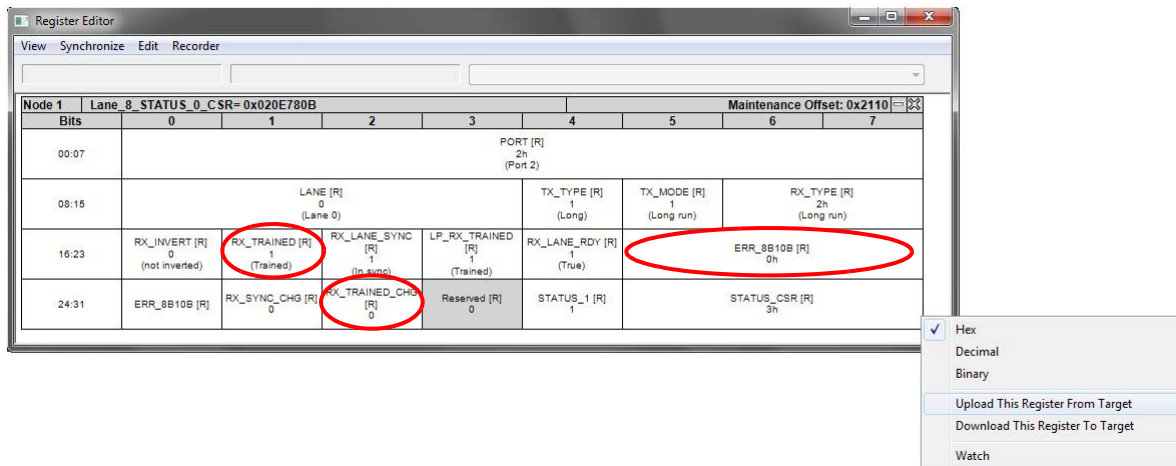 Register Editor
View Synchronize Edit Recorder
Node 1 Lane_8_STATUS_0_CSR= 0x020E780B Maintenance Offset: 0x2110
Bits 0 1 2 3 4 5 6 7
00:07
PORT [R]
2h
(Port 2)
08:15
LANE [R]
0
(Lane 0)
TX_TYPE [R]
1
(Long)
TX_MODE [R]
1
(Long run)
RX_TYPE [R]
2h
(Long run)
16:23
RX_INVERT [R]
0
(not inverted)
RX_TRAINED [R]
1
(Trained)
RX_LANE_SYNC
[R]
1
(In sync)
LP_RX_TRAINED
[R]
1
(Trained)
RX_LANE_RDY [R]
1
(True)
ERR_8B10B [R]
0h
24:31
ERR_8B10B [R]
RX_SYNC_CHG [R]
0
RX_TRAINED_CHG
[R]
0
Reserved [R]
0
STATUS_1 [R]
1
STATUS_CSR [R]
3h
Hex
Decimal
Binary
Upload This Register From Target
Download This Register To Target
Watch